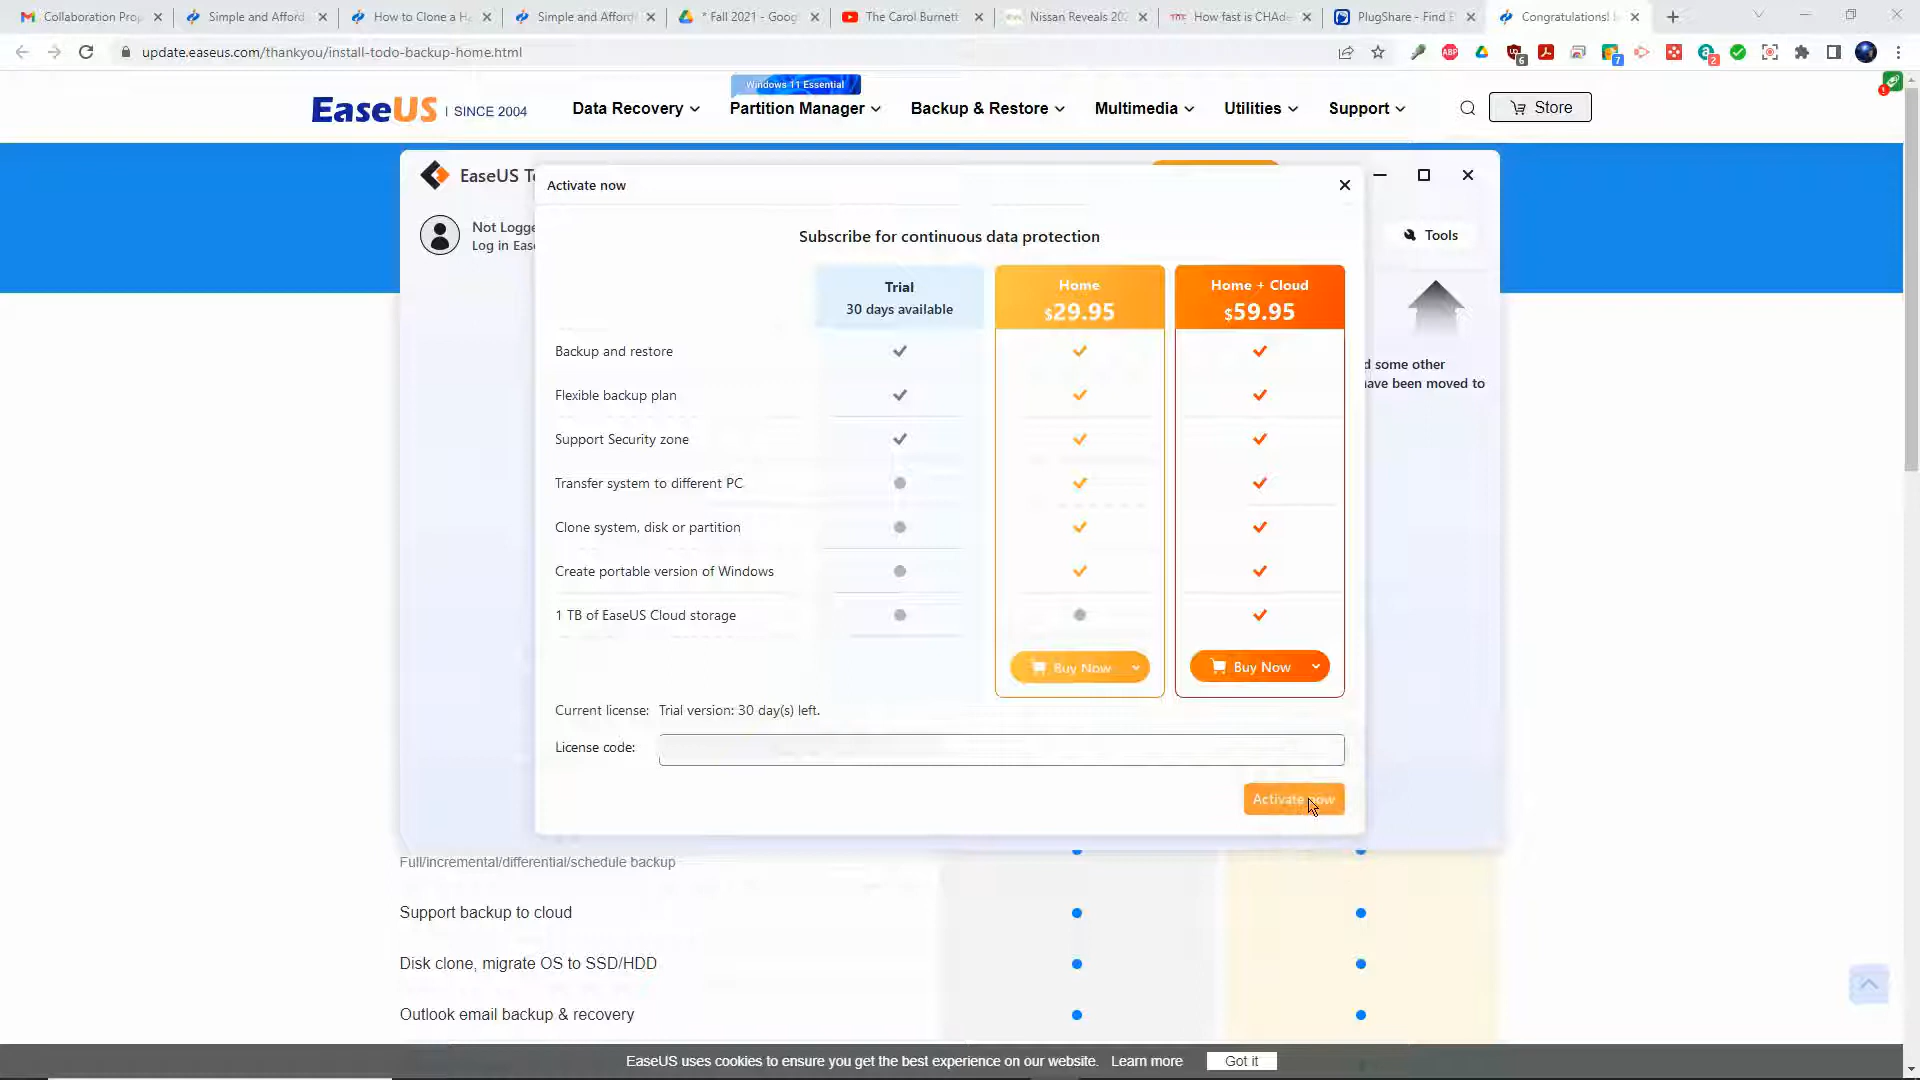 Collaboration Prop
Simple and Afford
How to Clone a Ha
Simple and Afford
* Fall 2021 - Goog
The Carol Burnett
Nissan Reveals 202
How fast is CHAde
PlugShare - Find E
Congratulations! I
update.easeus.com/thankyou/install-todo-backup-home.html
ABP
6
7
2
Windows 11 Essential
EaseUS | SINCE 2004
Data Recovery
Partition Manager
Backup & Restore
Multimedia
Utilities
Support
Store
1
EaseUS T
Activate now
Not Logge
Log in Eas
Tools
Subscribe for continuous data protection
Trial
30 days available
Home
$29.95
Home + Cloud
$59.95
Backup and restore
d some other
have been moved to
Flexible backup plan
Support Security zone
Transfer system to different PC
Clone system, disk or partition
Create portable version of Windows
1 TB of EaseUS Cloud storage
Buy Now
Buy Now
Current license: Trial version: 30 day(s) left.
License code:
Activate now
Full/incremental/differential/schedule backup
Support backup to cloud
Disk clone, migrate OS to SSD/HDD
Outlook email backup & recovery
EaseUS uses cookies to ensure you get the best experience on our website. Learn more Got it